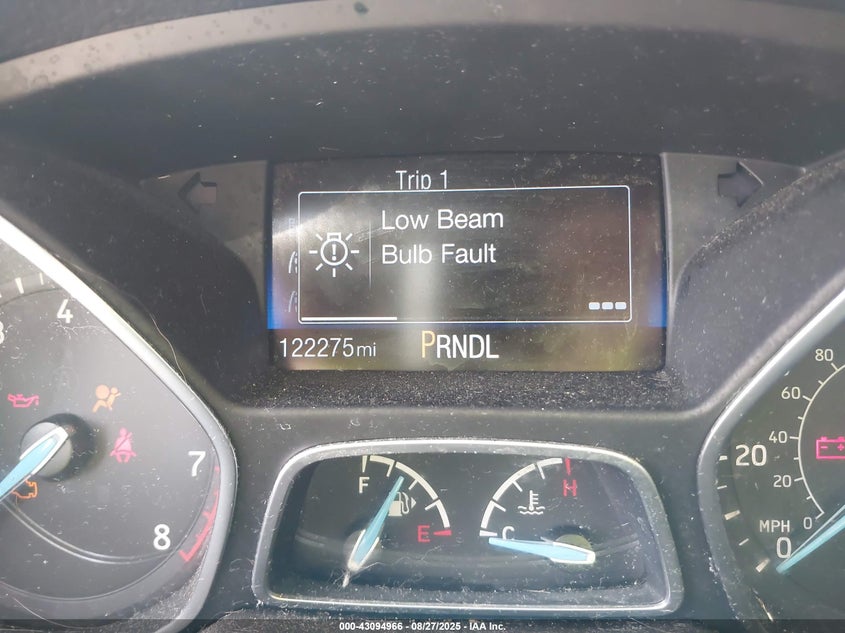 Trip 1
Low Beam
Bulb Fault
122275mi PRNDL
4
7
8
F
E
H
C
80
60
40
20
20
0
MPH
0
000-43094966 - 08/27/2025 - IAA Inc.